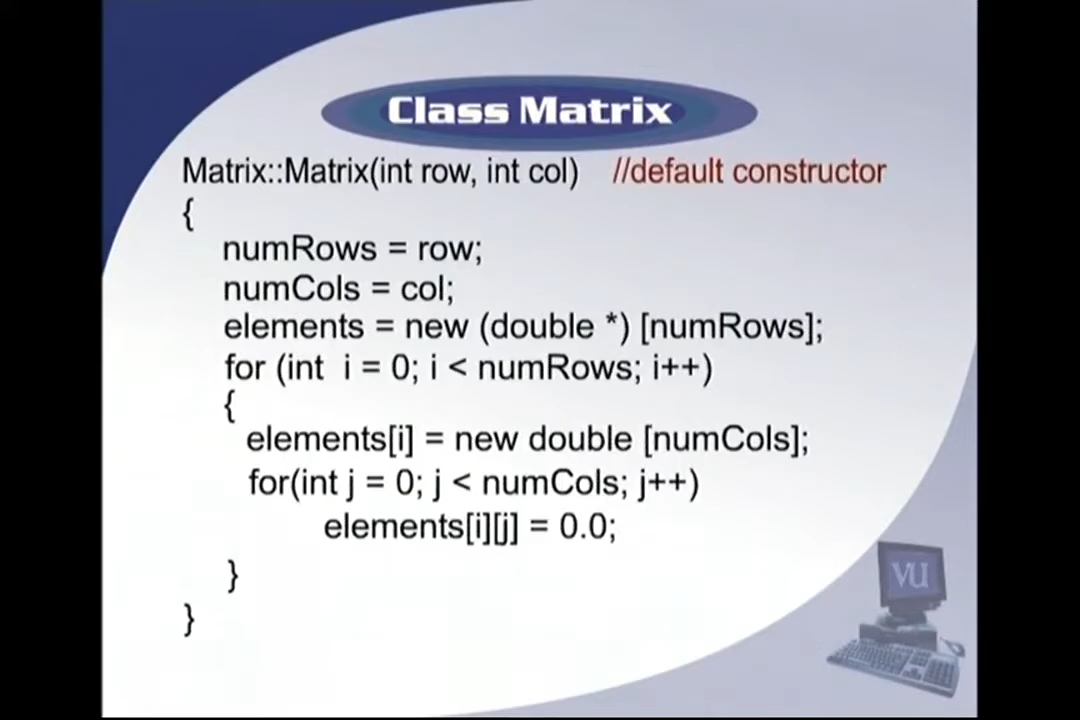 Class Matrix
Matrix::Matrix(int row, int col) //default constructor
{
numRows = row;
numCols = col;
elements = new (double *) [numRows];
for (int i = 0; i < numRows; i++)
{
elements[i] = new double [numCols];
for(int j = 0; j < numCols; j++)
elements[i][j] = 0.0;
}
}
VU